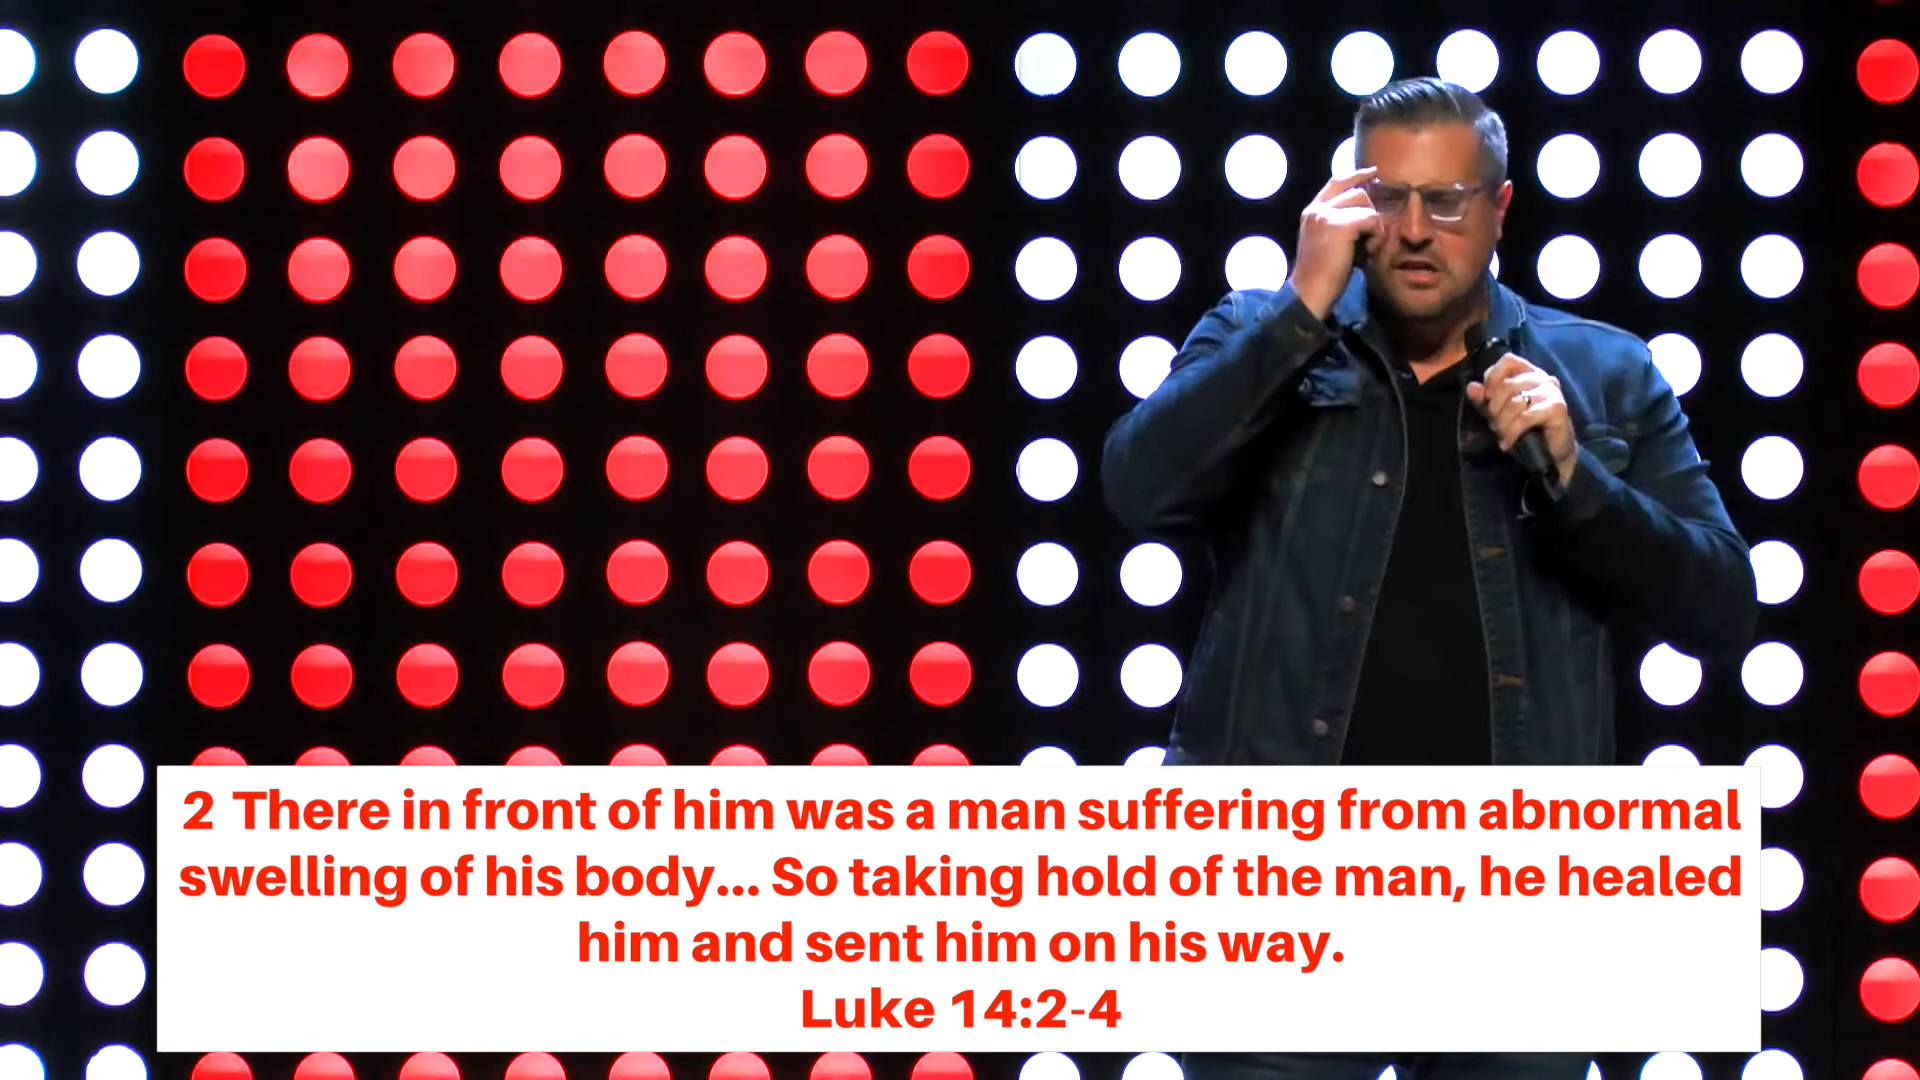 2 There in front of him was a man suffering from abnormal
swelling of his body... So taking hold of the man, he healed
him and sent him on his way.
Luke 14:2-4